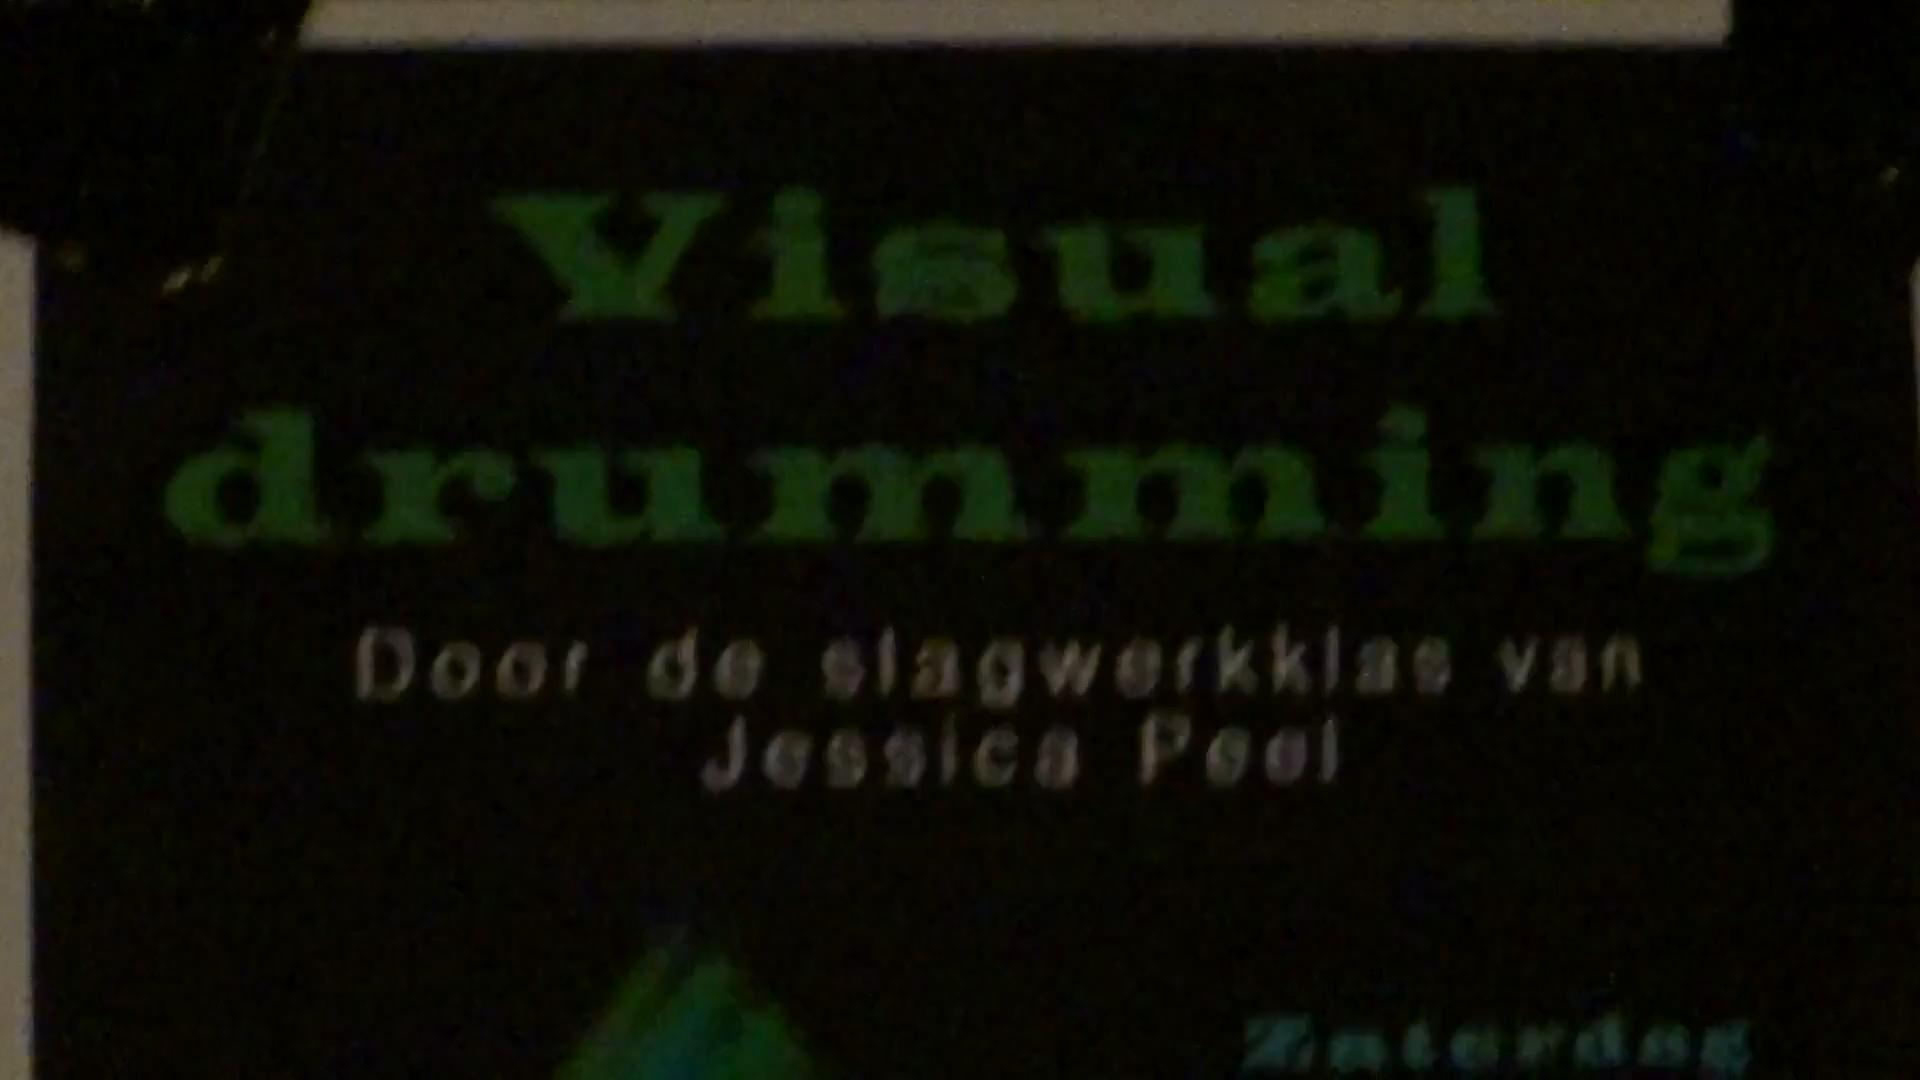 Visual
drumming
Door de slagwerkklas van
Jessica Peel
Zaterdag